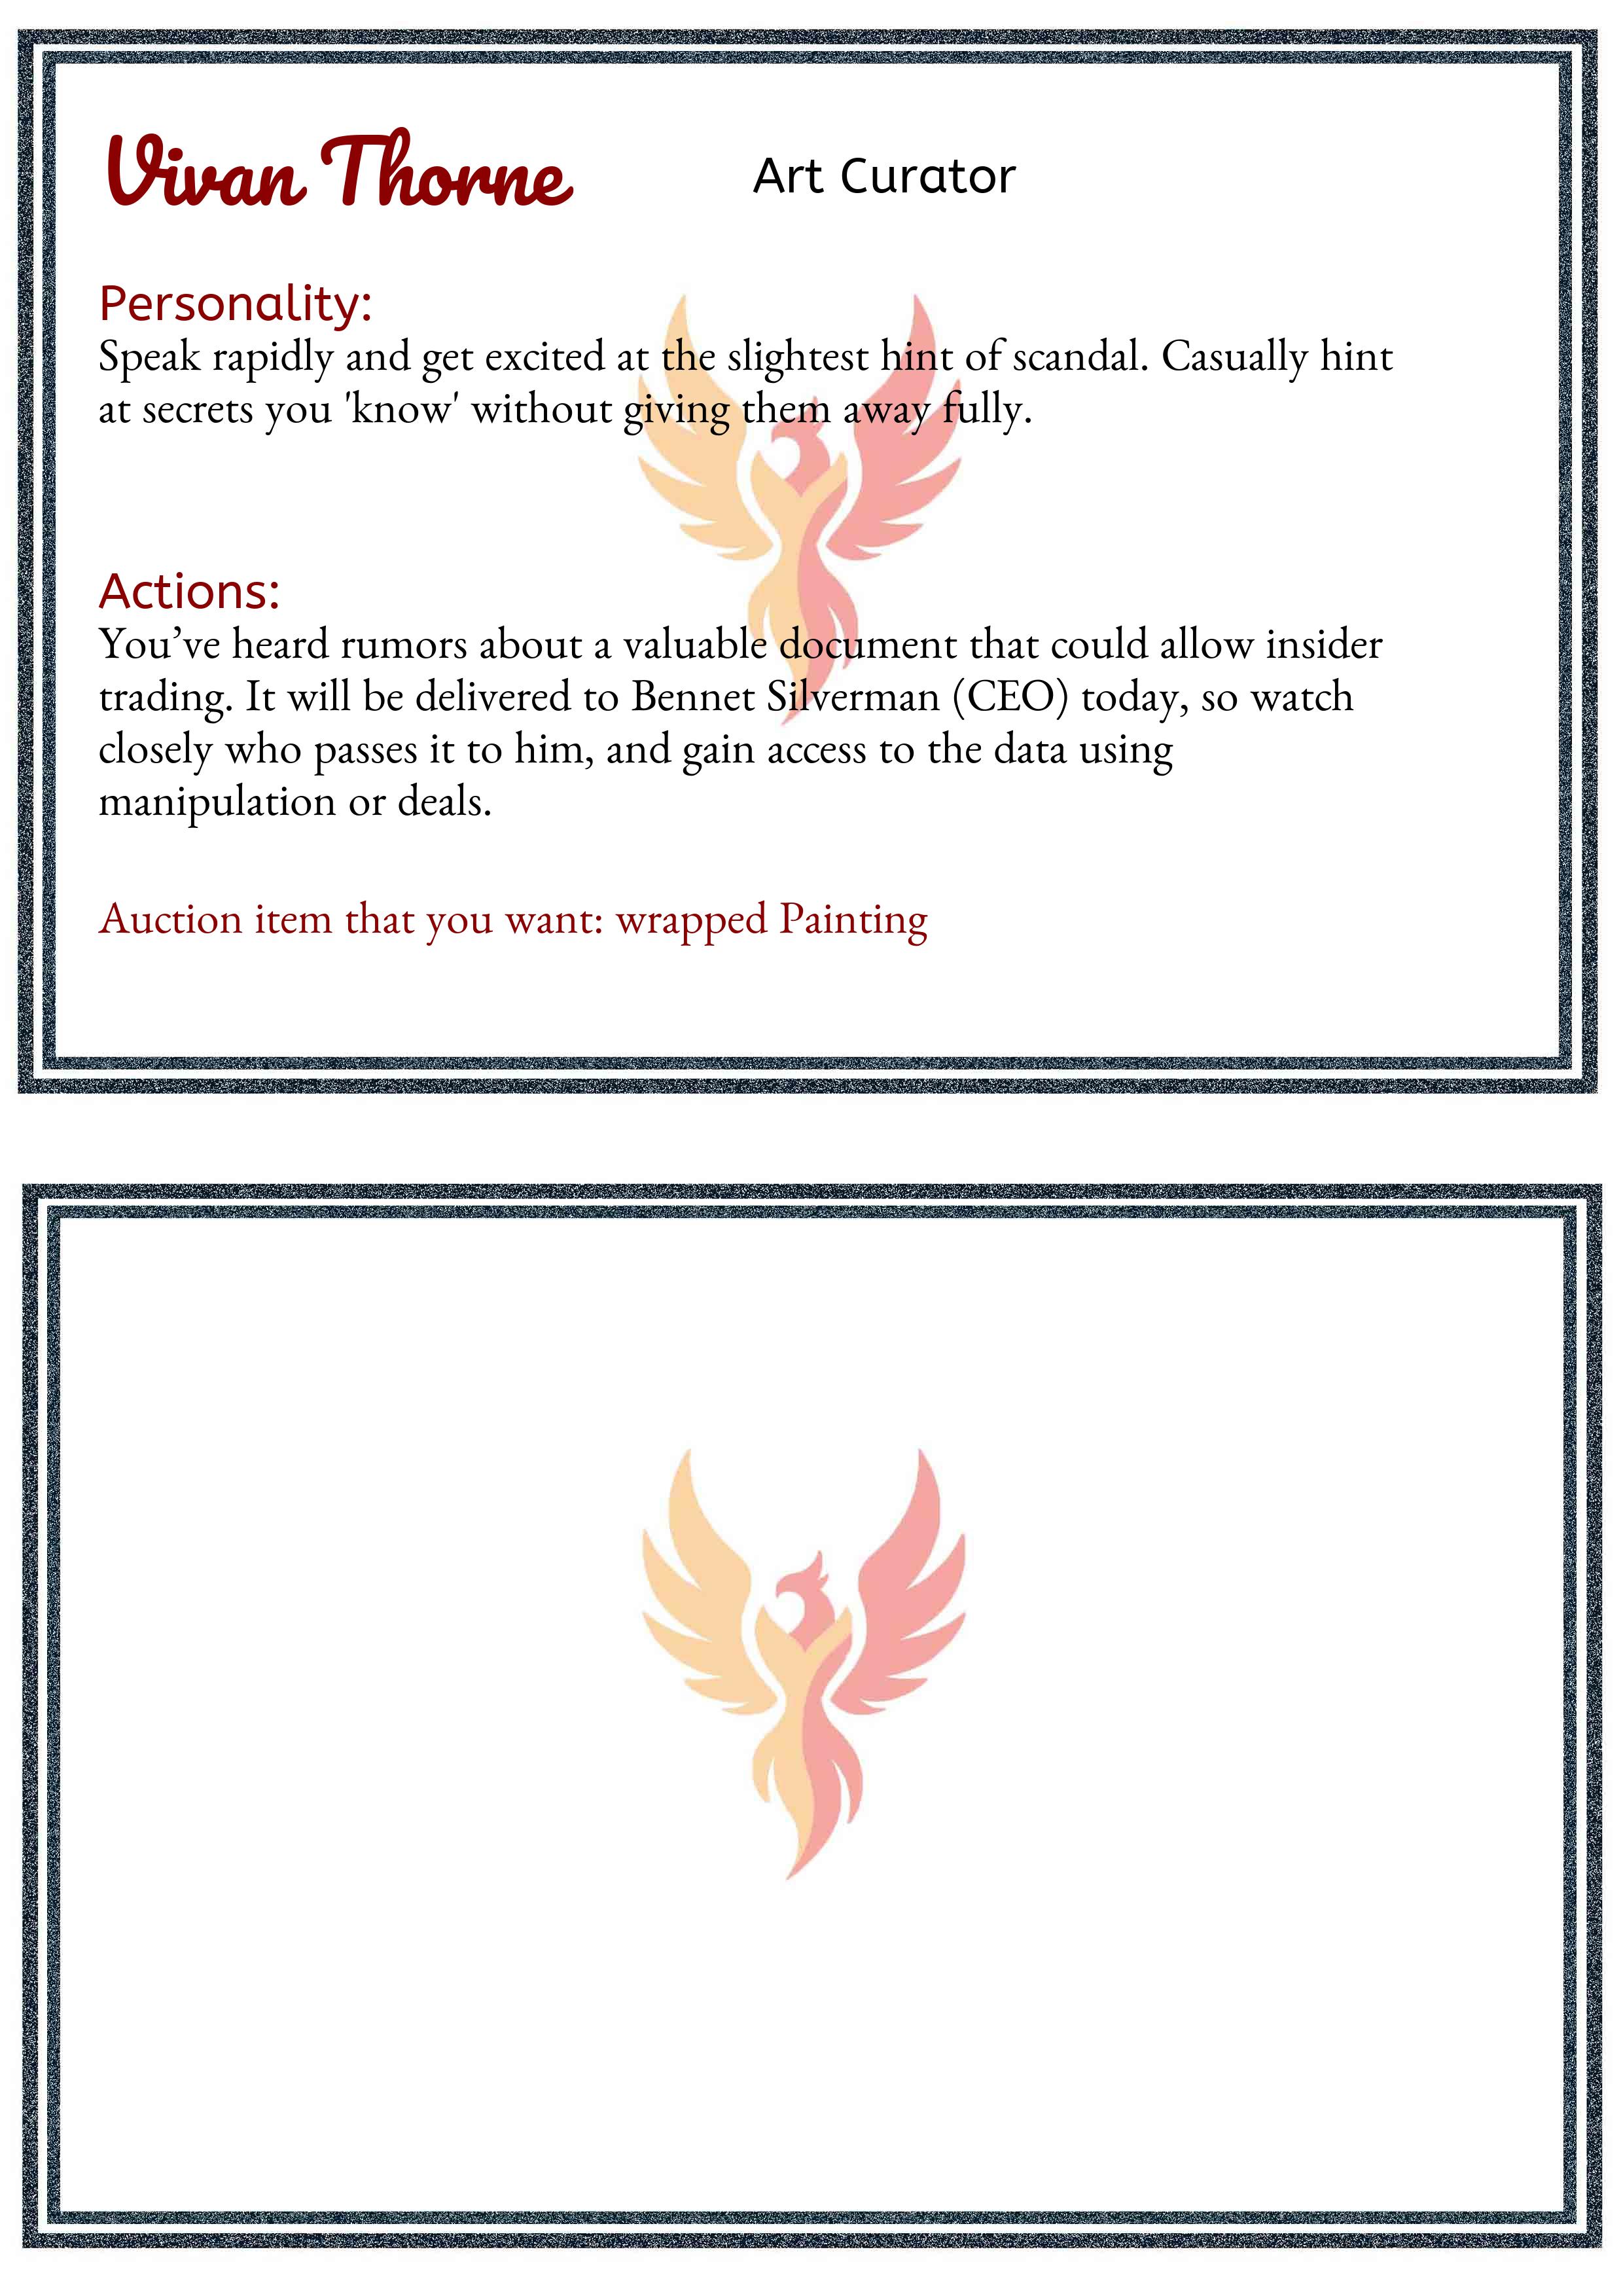 Vivan Thorne
Art Curator
Personality:
Speak rapidly and get excited at the slightest hint of scandal. Casually hint
at secrets you 'know' without giving them away fully.
Actions:
You’ve heard rumors about a valuable document that could allow insider
trading. It will be delivered to Bennet Silverman (CEO) today, so watch
closely who passes it to him, and gain access to the data using
manipulation or deals.
Auction item that you want: wrapped Painting